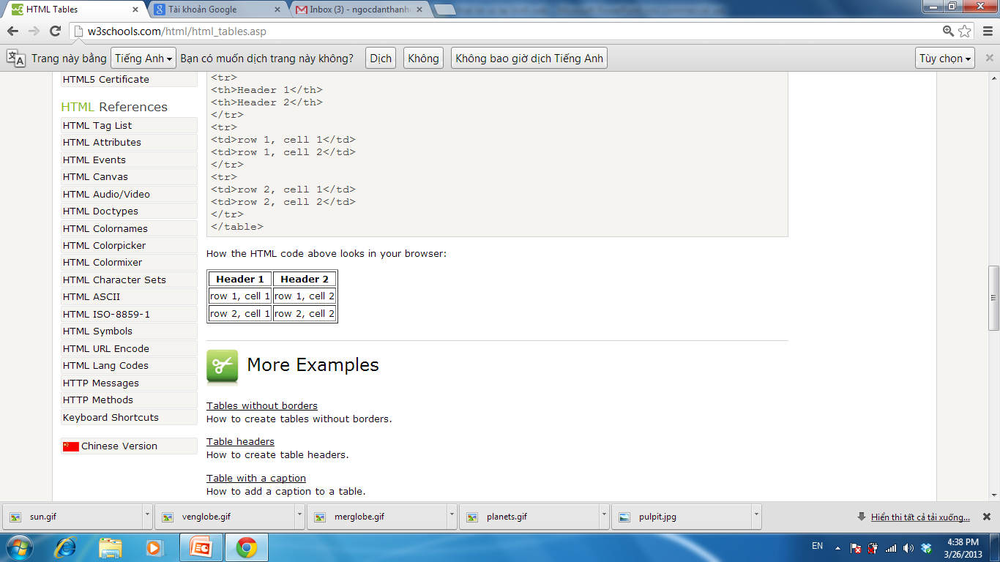 HTML Tables
Tài khoản Google
Inbox (3) - ngocdanthanh
w3schools.com/html/html_tables.asp
Trang này bằng Tiếng Anh Bạn có muốn dịch trang này không? Dịch Không Không bao giờ dịch Tiếng Anh Tùy chọn
HTML5 Certificate
HTML References
HTML Tag List
HTML Attributes
HTML Events
HTML Canvas
HTML Audio/Video
HTML Doctypes
HTML Colornames
HTML Colorpicker
HTML Colormixer
HTML Character Sets
HTML ASCII
HTML ISO-8859-1
HTML Symbols
HTML URL Encode
HTML Lang Codes
HTTP Messages
HTTP Methods
Keyboard Shortcuts
Chinese Version
<tr>
<th>Header 1</th>
<th>Header 2</th>
</tr>
<tr>
<td>row 1, cell 1</td>
<td>row 1, cell 2</td>
</tr>
<tr>
<td>row 2, cell 1</td>
<td>row 2, cell 2</td>
</tr>
</table>
How the HTML code above looks in your browser:
Header 1 Header 2
row 1, cell 1 row 1, cell 2
row 2, cell 1 row 2, cell 2
More Examples
Tables without borders
How to create tables without borders.
Table headers
How to create table headers.
Table with a caption
How to add a caption to a table.
sun.gif venglobe.gif merglobe.gif planets.gif pulpit.jpg Hiển thị tất cả tải xuống...
EN 4:38 PM
3/26/2013